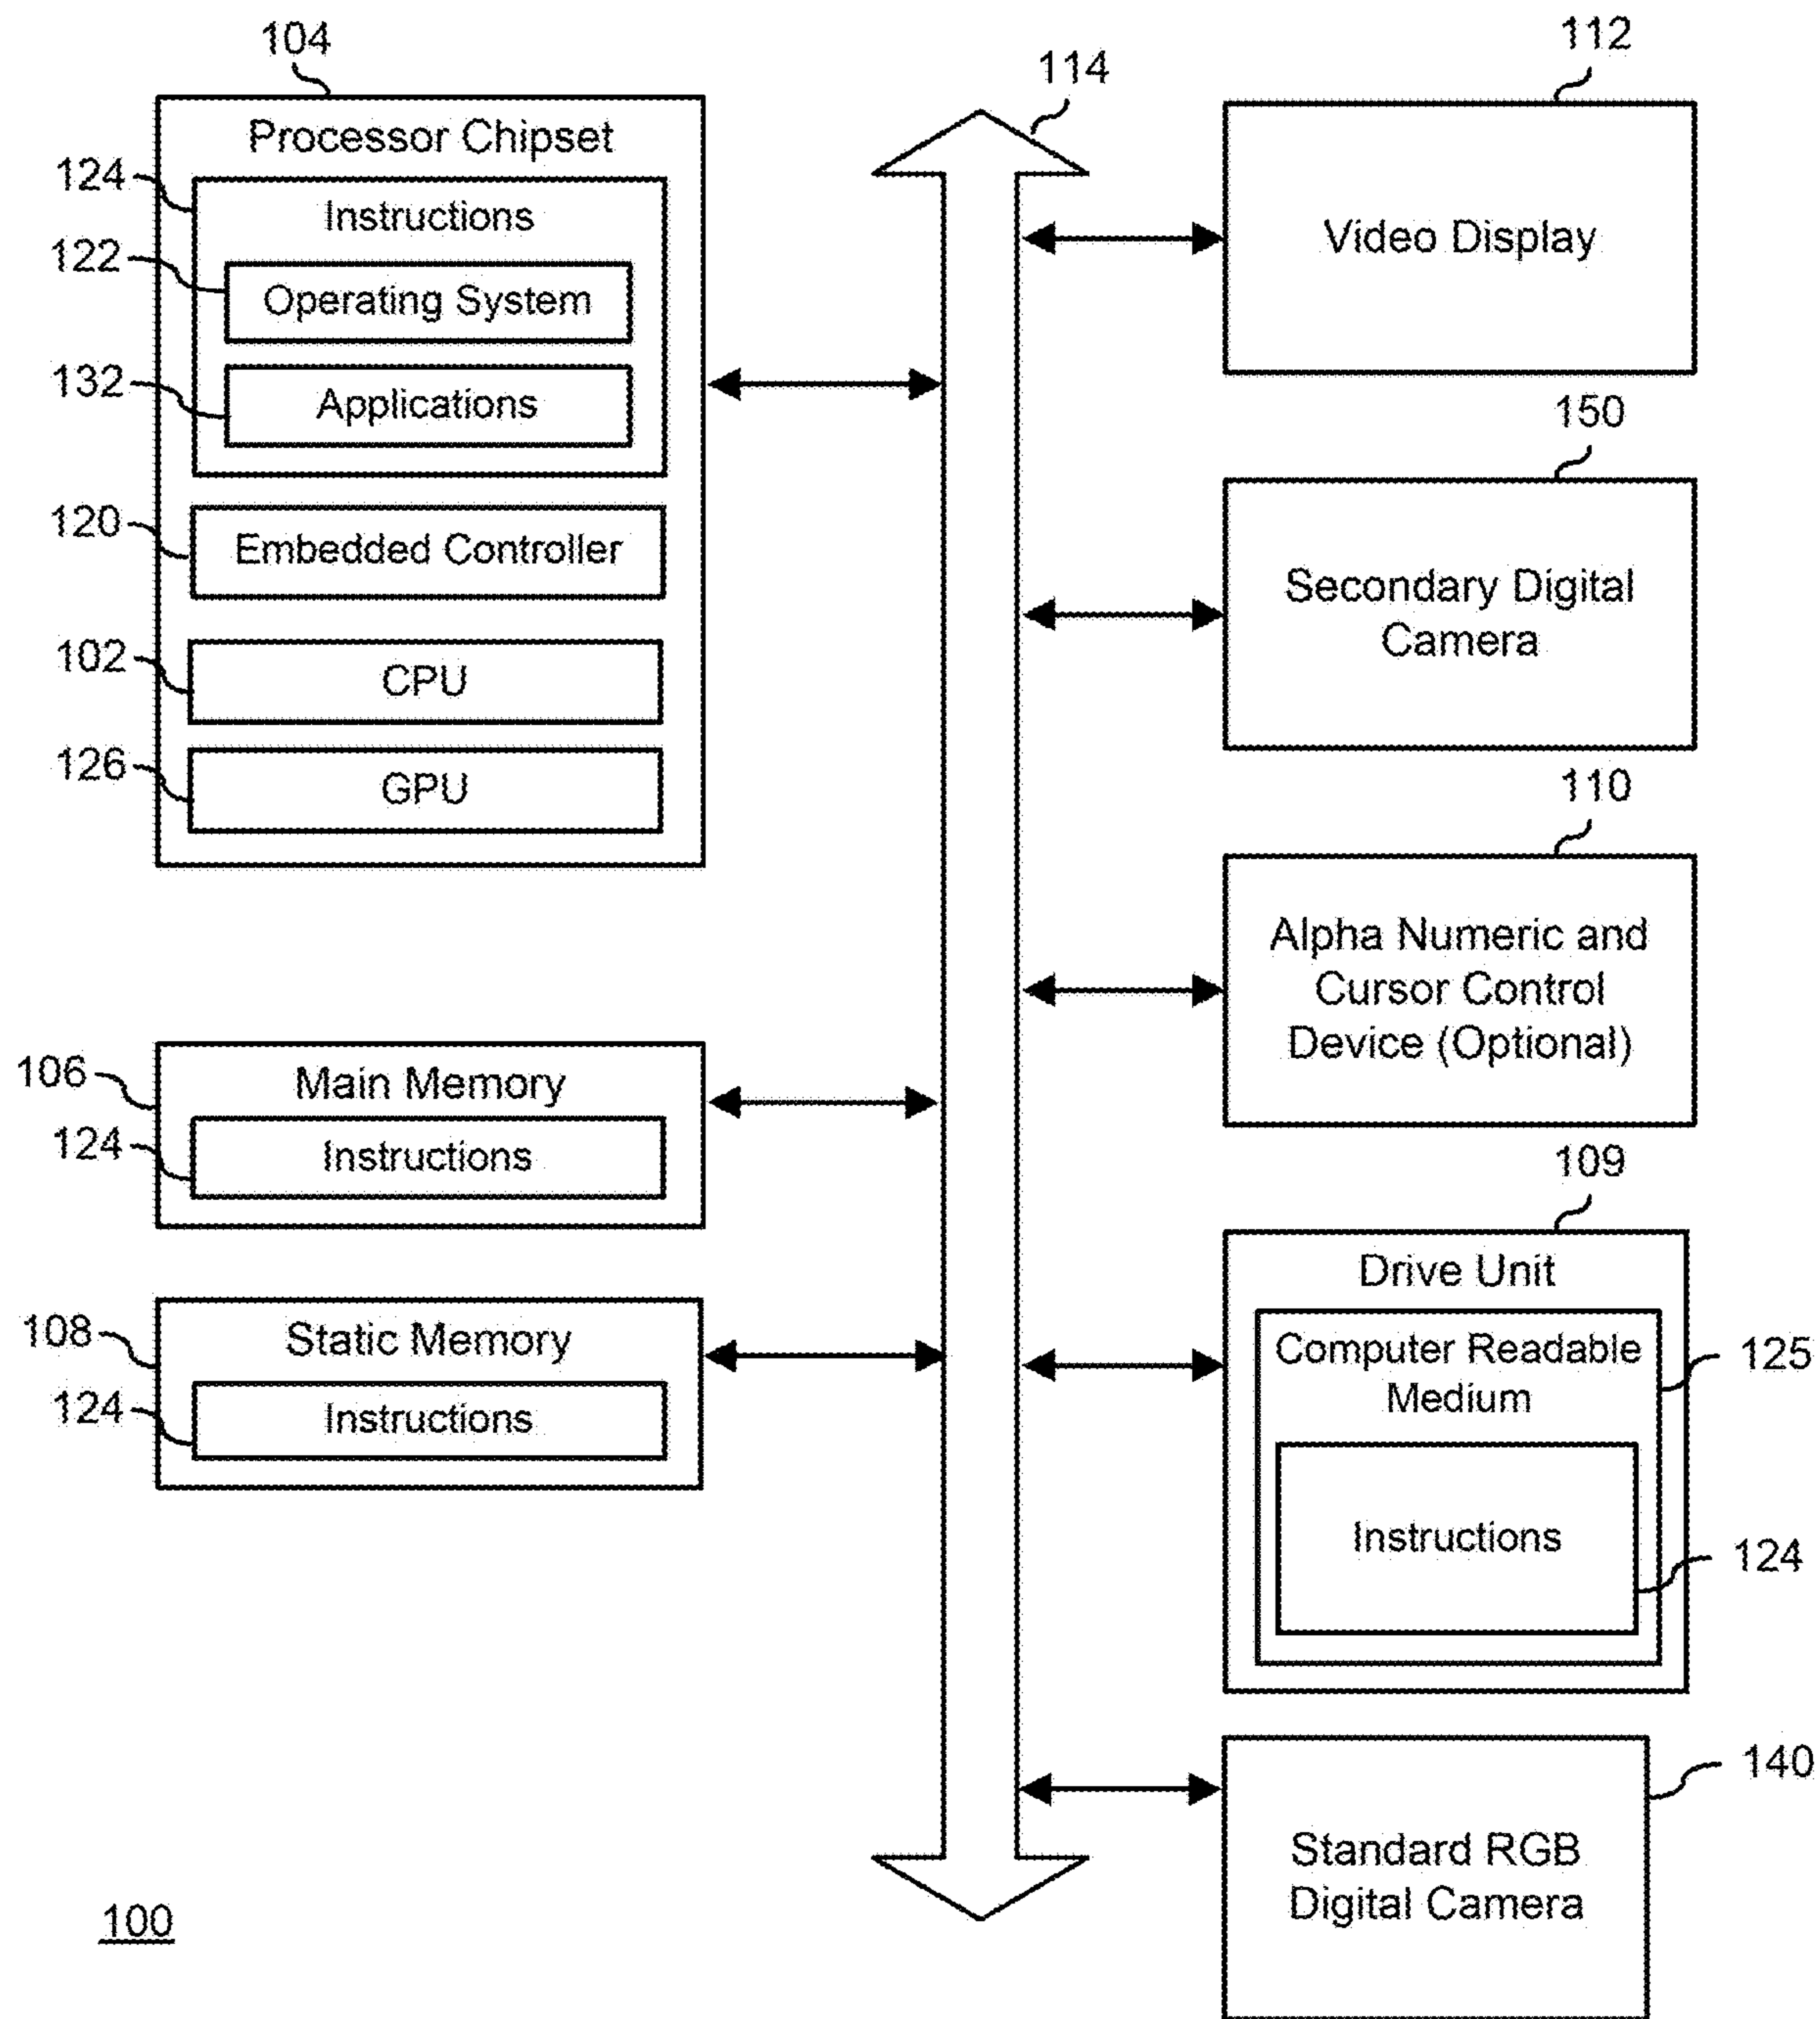 104
Processor Chipset
124
Instructions
122
Operating System
132
Applications
120
Embedded Controller
102
CPU
126
GPU
106
Main Memory
124
Instructions
108
Static Memory
124
Instructions
100
114
112
Video Display
150
Secondary Digital
Camera
110
Alpha Numeric and
Cursor Control
Device (Optional)
109
Drive Unit
Computer Readable
Medium
125
Instructions
124
140
Standard RGB
Digital Camera